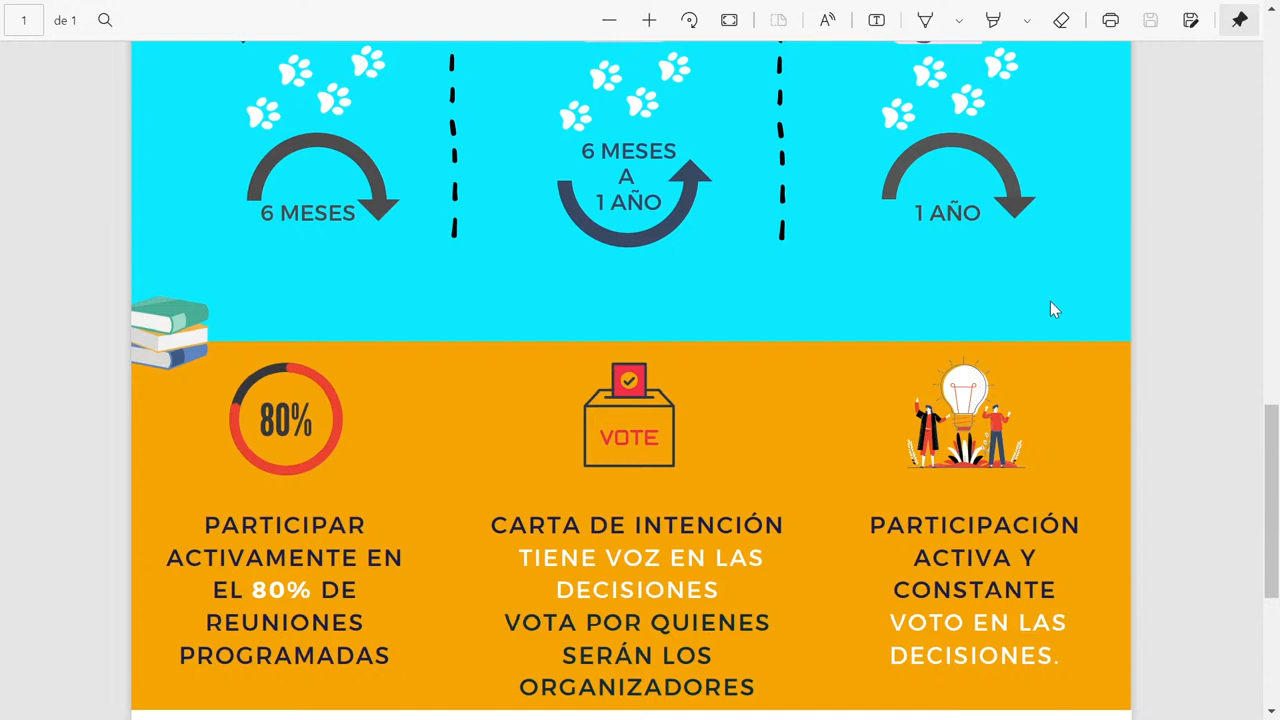 1 de 1
6 MESES
6 MESES
A
1 AÑO
1 AÑO
80%
VOTE
PARTICIPAR
ACTIVAMENTE EN
EL 80% DE
REUNIONES
PROGRAMADAS
CARTA DE INTENCIÓN
TIENE VOZ EN LAS
DECISIONES
VOTA POR QUIENES
SERÁN LOS
ORGANIZADORES
PARTICIPACIÓN
ACTIVA Y
CONSTANTE
VOTO EN LAS
DECISIONES.